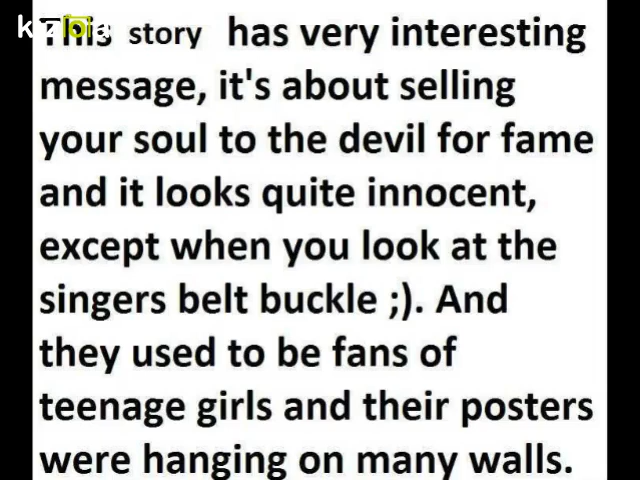 kizoa
This story has very interesting
message, it's about selling
your soul to the devil for fame
and it looks quite innocent,
except when you look at the
singers belt buckle ;). And
they used to be fans of
teenage girls and their posters
were hanging on many walls.